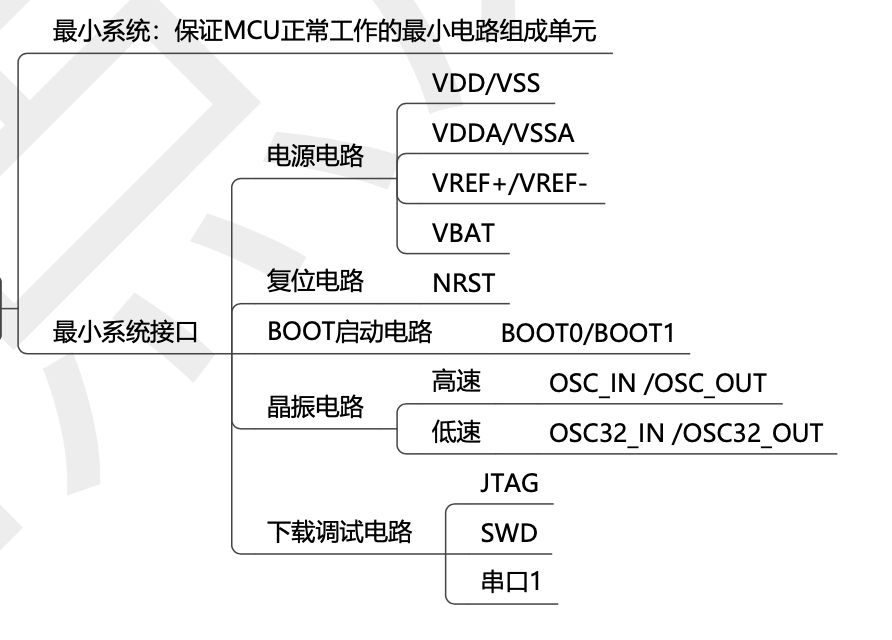 最小系统：保证MCU正常工作的最小电路组成单元
最小系统接口
电源电路
VDD/VSS
VDDA/VSSA
VREF+/VREF-
VBAT
复位电路
NRST
BOOT启动电路
BOOT0/BOOT1
晶振电路
高速
OSC_IN /OSC_OUT
低速
OSC32_IN /OSC32_OUT
下载调试电路
JTAG
SWD
串口1